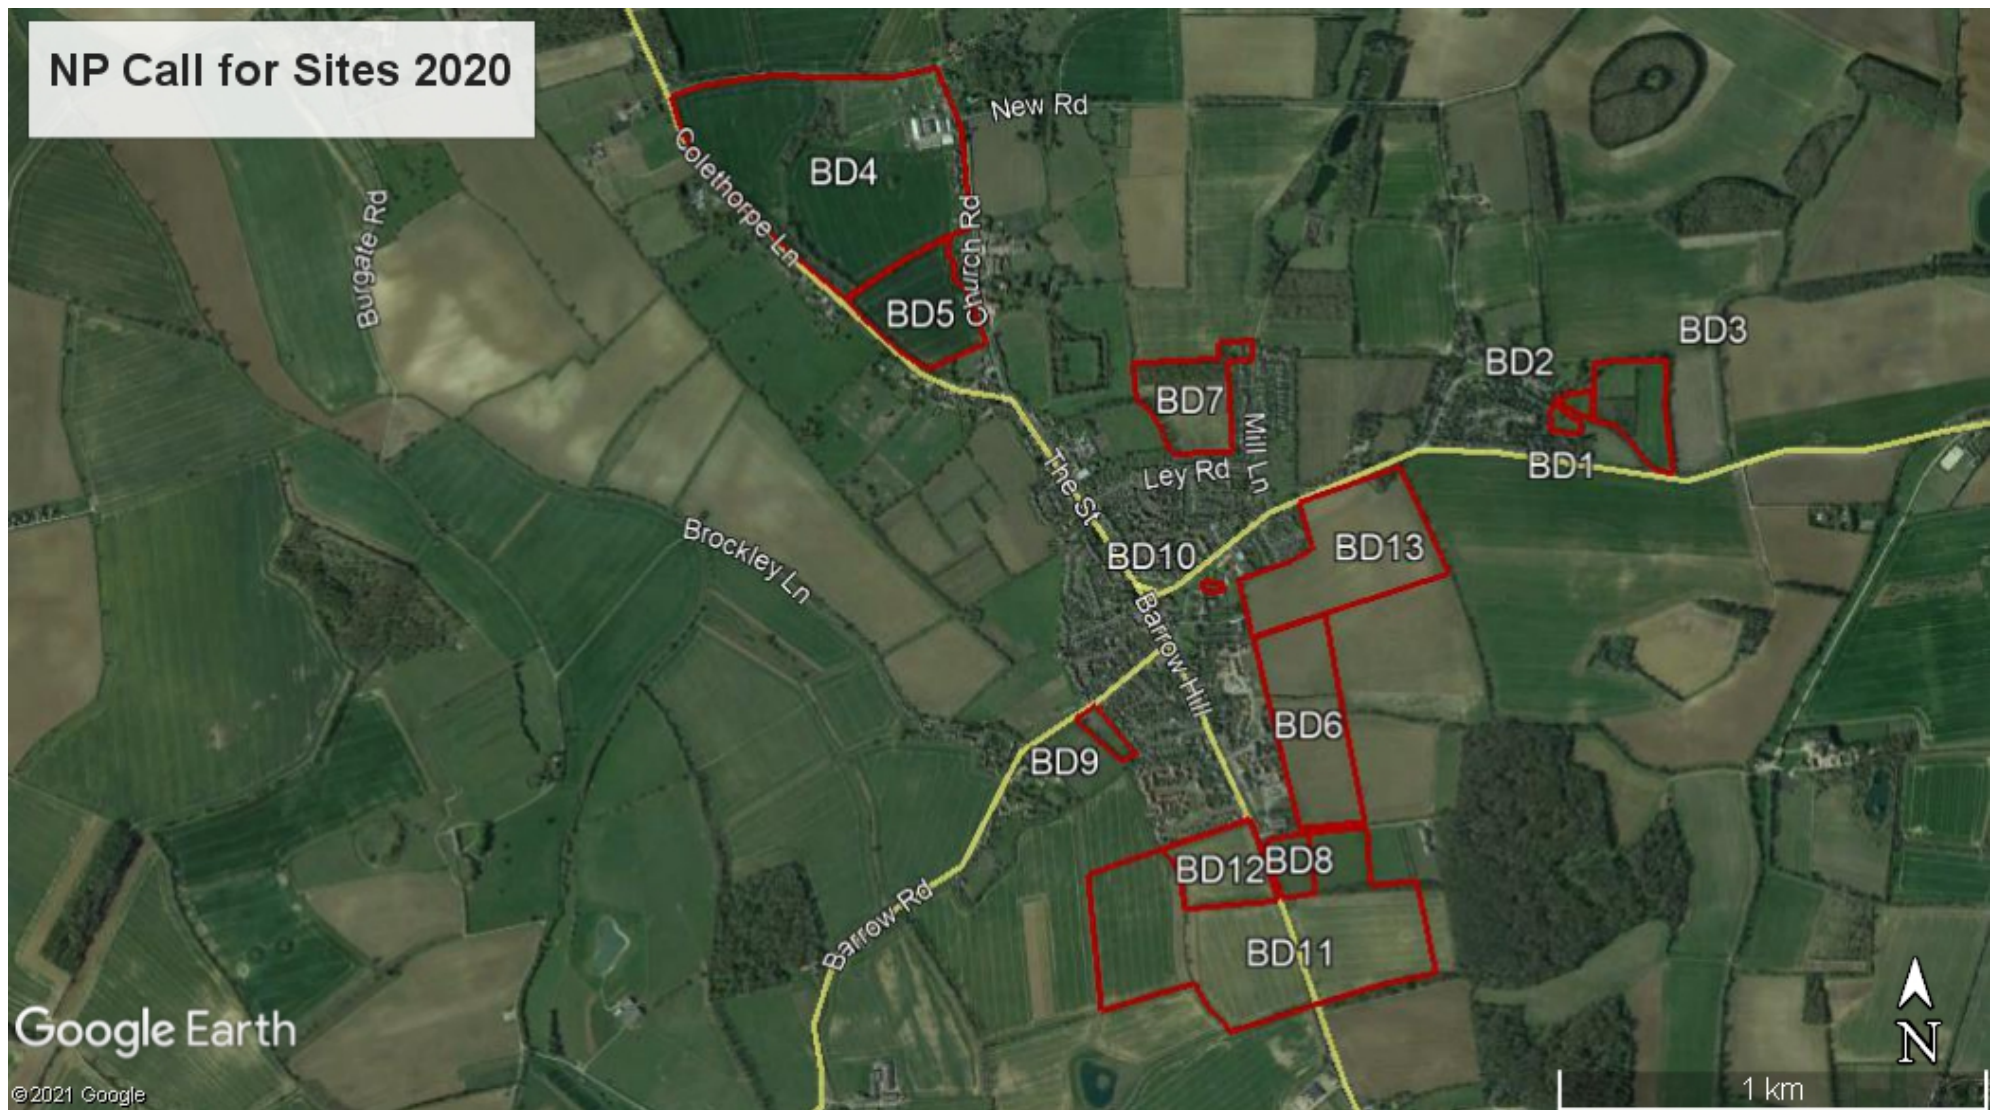 NP Call for Sites 2020
New Rd
Colethorpe Ln
BD4
Burgate Rd
Church Rd
BD5
BD3
BD2
BD7
Mill Ln
BD1
Ley Rd
The St
Brockley Ln
BD10
BD13
Barrow Hill
BD6
BD9
BD12
BD8
Barrow Rd
BD11
Google Earth
N
©2021 Google
1 km